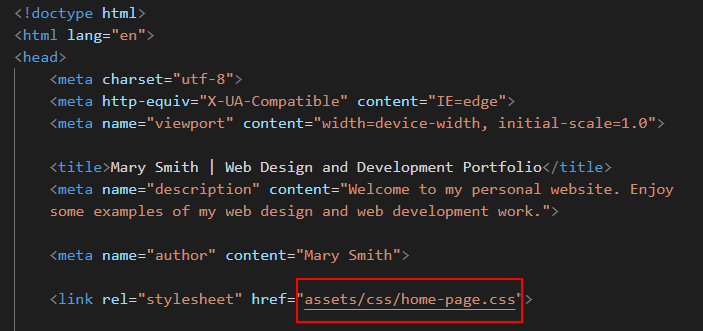 <!doctype html>
<html lang="en">
<head>
<meta charset="utf-8">
<meta http-equiv="X-UA-Compatible" content="IE=edge">
<meta name="viewport" content="width=device-width, initial-scale=1.0">
<title>Mary Smith | Web Design and Development Portfolio</title>
<meta name="description" content="Welcome to my personal website. Enjoy
some examples of my web design and web development work.">
<meta name="author" content="Mary Smith">
<link rel="stylesheet" href="assets/css/home-page.css">